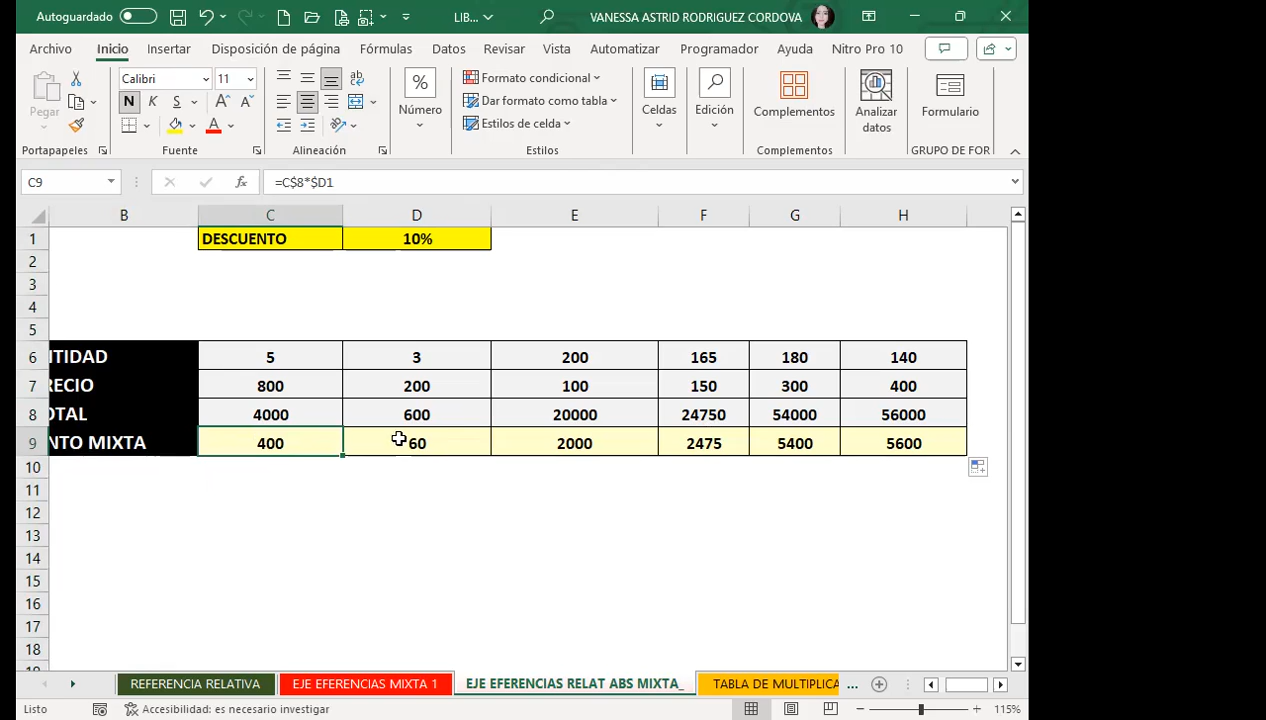 Autoguardado LIB... VANESSA ASTRID RODRIGUEZ CORDOVA
Archivo Inicio Insertar Disposición de página Fórmulas Datos Revisar Vista Automatizar Programador Ayuda Nitro Pro 10
Pegar
Portapapeles
Calibri 11
N K S
Fuente
Alineación
% Número
Formato condicional
Dar formato como tabla
Estilos de celda
Estilos
Celdas
Edición
Complementos
Complementos
Analizar datos
Formulario
GRUPO DE FOR
C9 fx =C$8*$D1
B C D E F G H
1 DESCUENTO 10%
2
3
4
5
6 NTIDAD 5 3 200 165 180 140
7 RECIO 800 200 100 150 300 400
8 OTAL 4000 600 20000 24750 54000 56000
9 NTO MIXTA 400 60 2000 2475 5400 5600
10
11
12
13
14
15
16
17
18
19
REFERENCIA RELATIVA EJE EFERENCIAS MIXTA 1 EJE EFERENCIAS RELAT ABS MIXTA_ TABLA DE MULTIPLICA ...
Listo Accesibilidad: es necesario investigar 115%